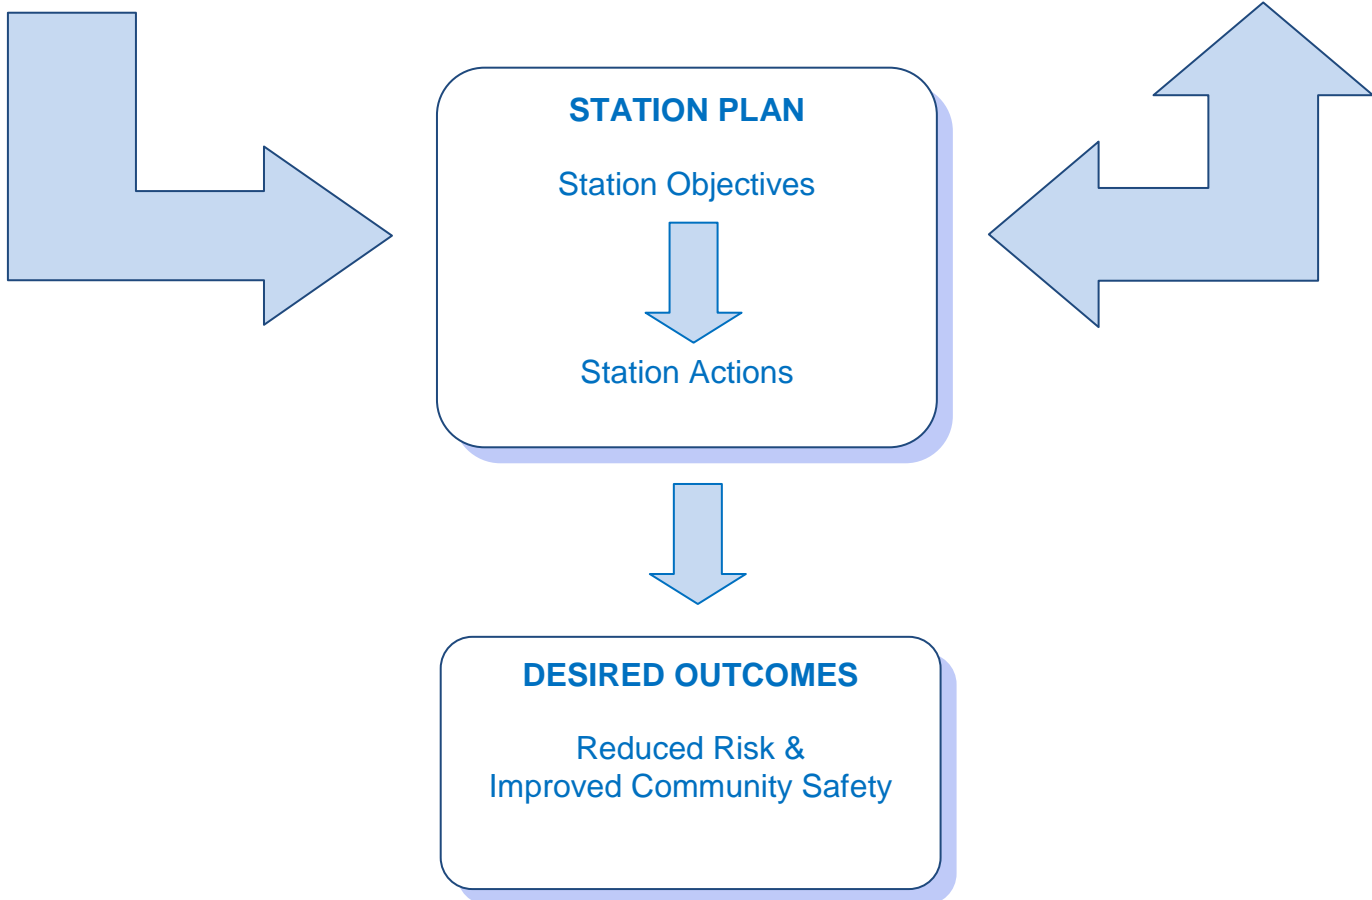 STATION PLAN
Station Objectives
Station Actions
DESIRED OUTCOMES
Reduced Risk &
Improved Community Safety